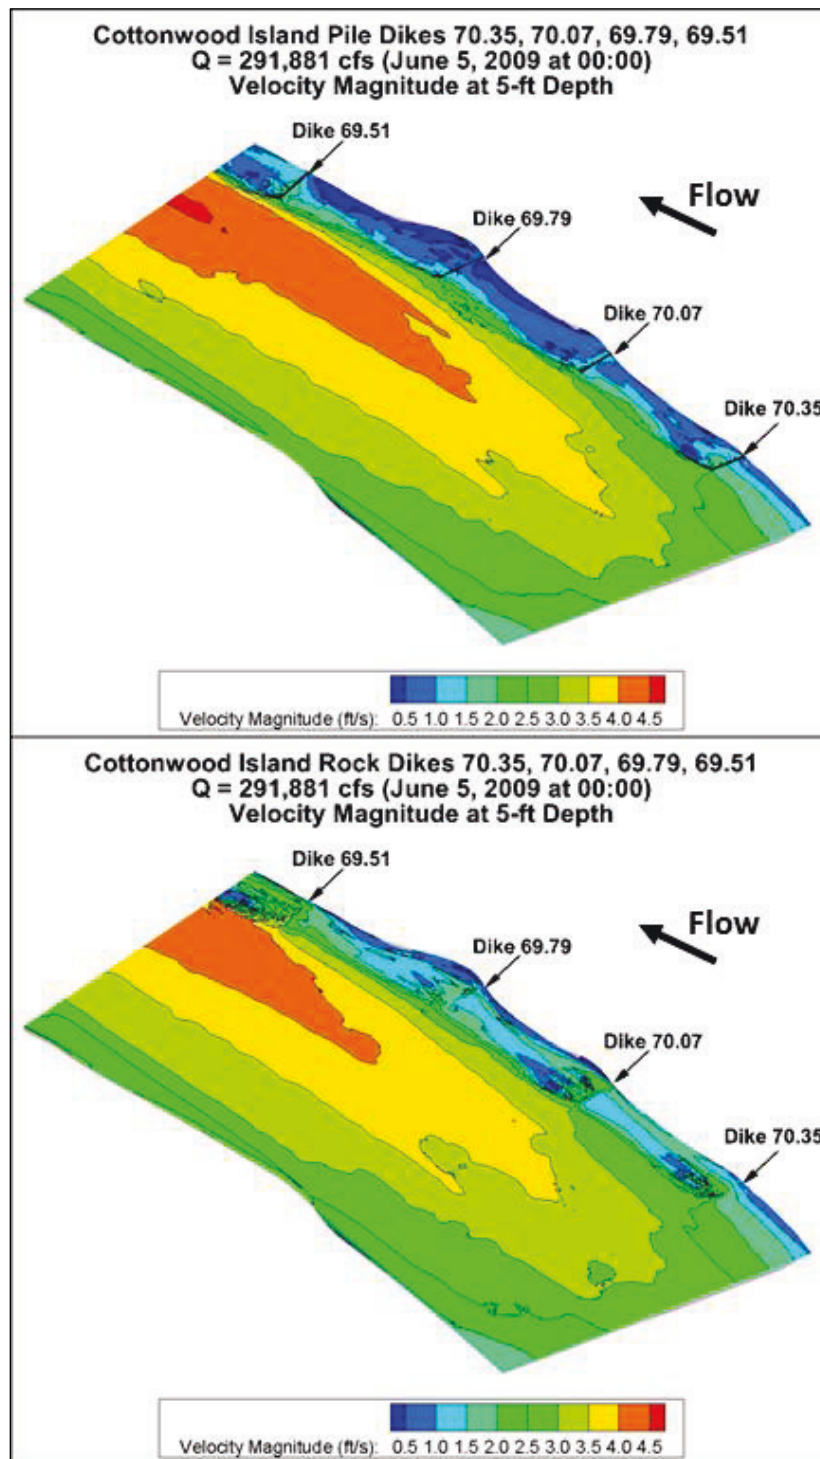 Cottonwood Island Pile Dikes 70.35, 70.07, 69.79, 69.51
Q = 291,881 cfs (June 5, 2009 at 00:00)
Velocity Magnitude at 5-ft Depth
Dike 69.51
Flow
Dike 69.79
Dike 70.07
Dike 70.35
Velocity Magnitude (ft/s): 0.5 1.0 1.5 2.0 2.5 3.0 3.5 4.0 4.5
Cottonwood Island Rock Dikes 70.35, 70.07, 69.79, 69.51
Q = 291,881 cfs (June 5, 2009 at 00:00)
Velocity Magnitude at 5-ft Depth
Dike 69.51
Flow
Dike 69.79
Dike 70.07
Dike 70.35
Velocity Magnitude (ft/s): 0.5 1.0 1.5 2.0 2.5 3.0 3.5 4.0 4.5